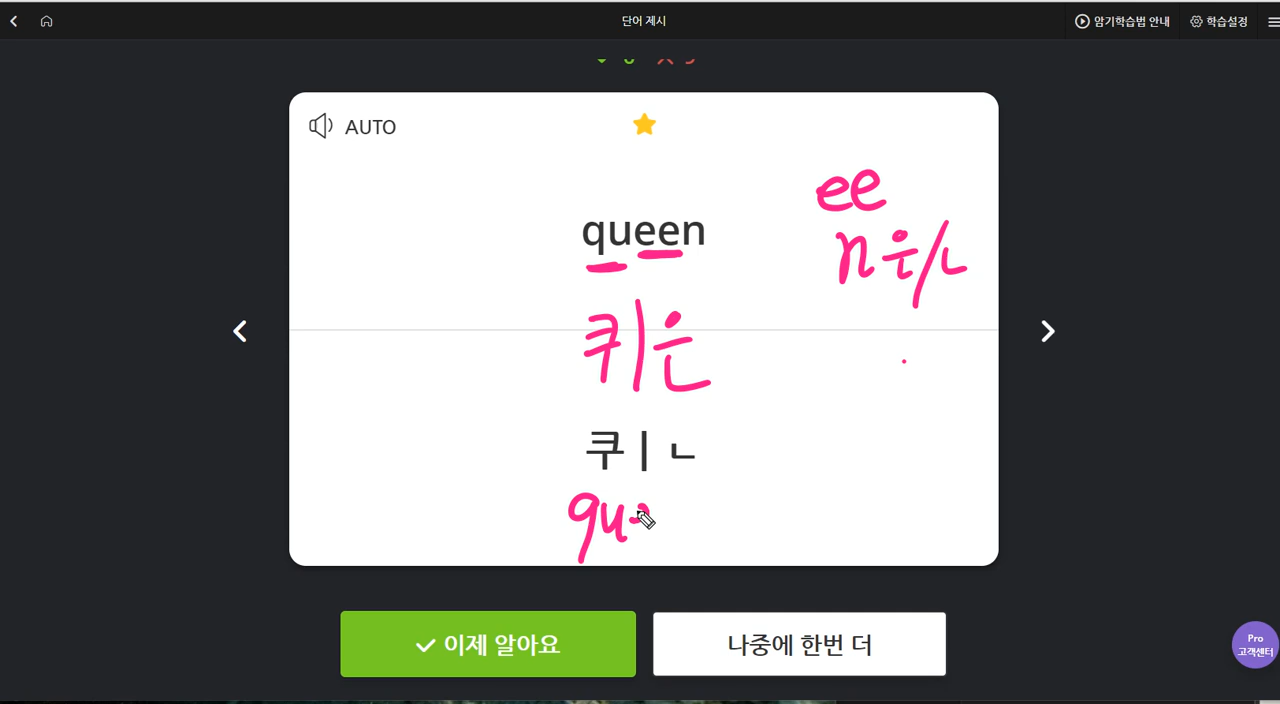 단어 제시
암기학습법 안내
학습설정
AUTO
queen
ee
n 은/ㄴ
퀴은
쿠 ㅣ ㄴ
qu
이제 알아요
나중에 한번 더
Pro
고객센터